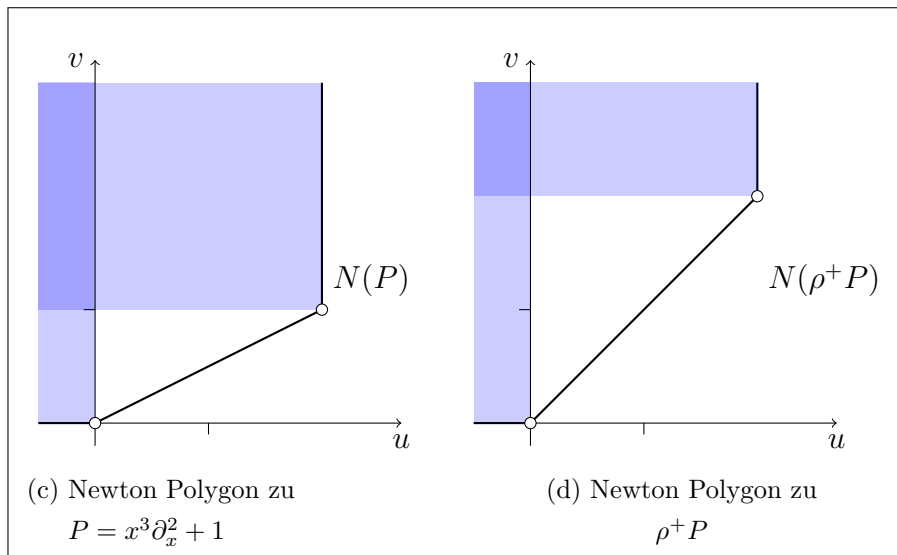 v
N(P)
u
(c) Newton Polygon zu
P = x³∂ₓ² + 1
v
N(ρ⁺P)
u
(d) Newton Polygon zu
ρ⁺P